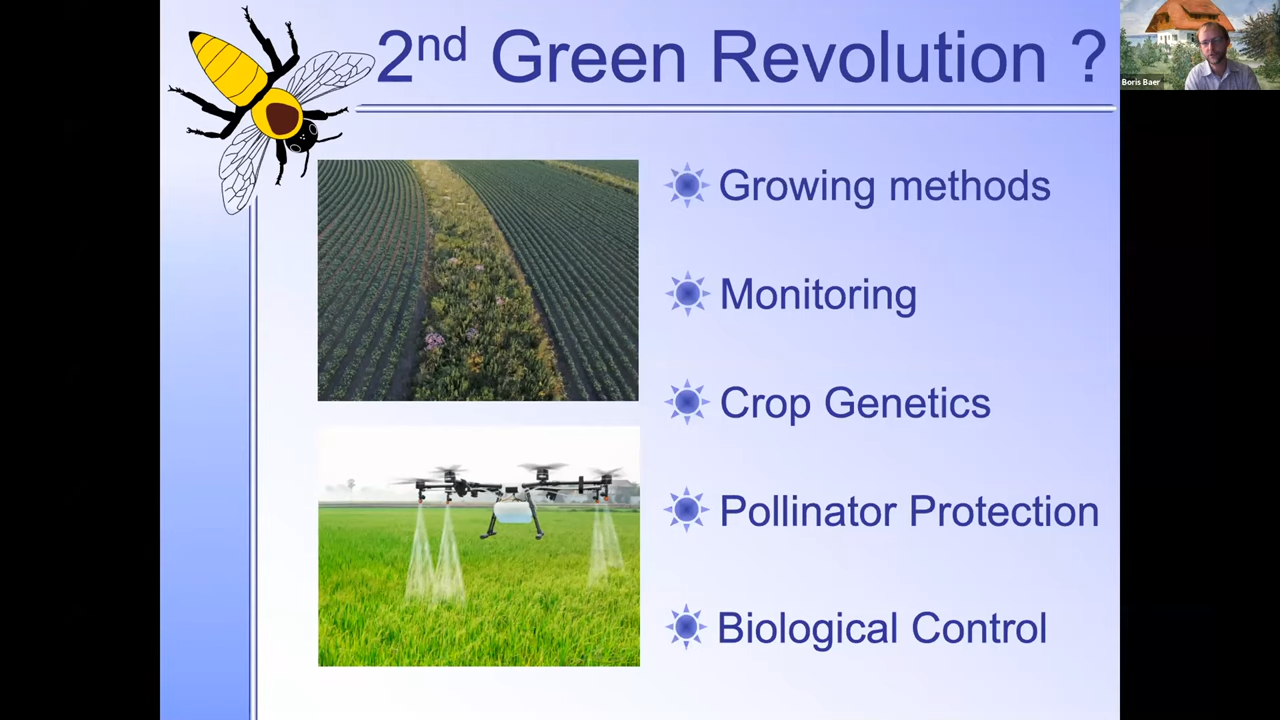 2nd Green Revolution ?
Boris Baer
Growing methods
Monitoring
Crop Genetics
Pollinator Protection
Biological Control